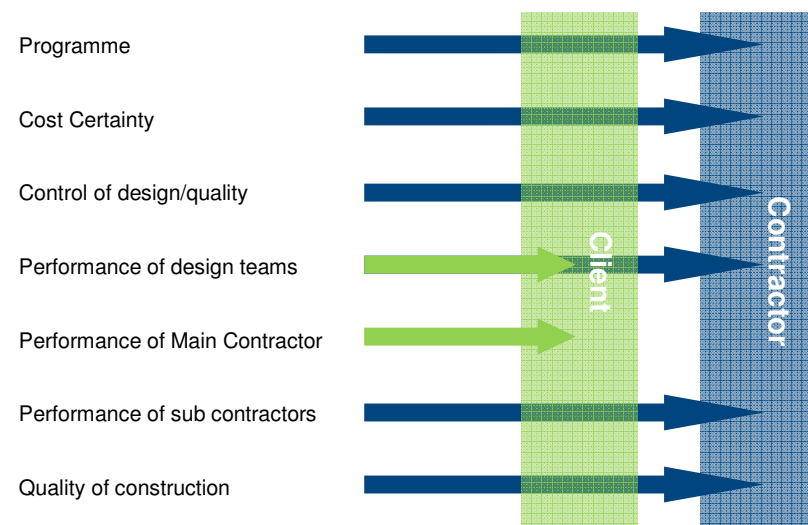 Programme
Cost Certainty
Control of design/quality
Performance of design teams
Performance of Main Contractor
Performance of sub contractors
Quality of construction
Client
Contractor